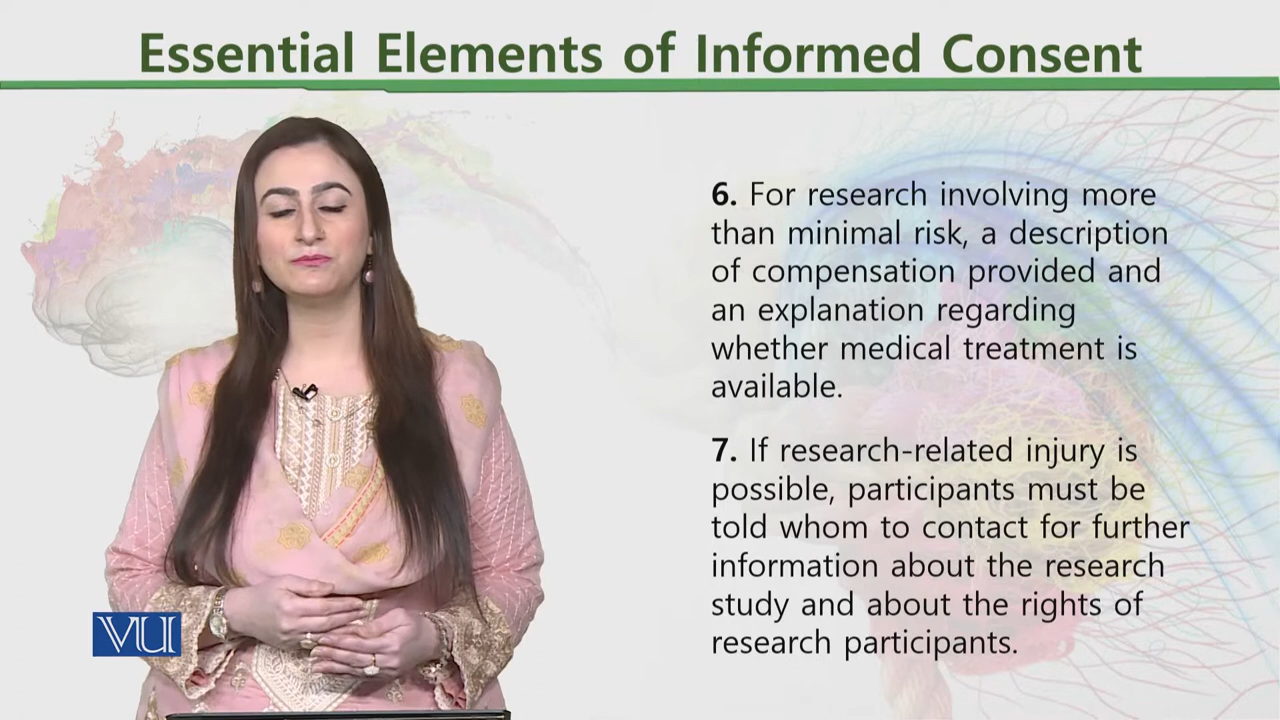 Essential Elements of Informed Consent
6. For research involving more
than minimal risk, a description
of compensation provided and
an explanation regarding
whether medical treatment is
available.
7. If research-related injury is
possible, participants must be
told whom to contact for further
information about the research
study and about the rights of
research participants.
VU